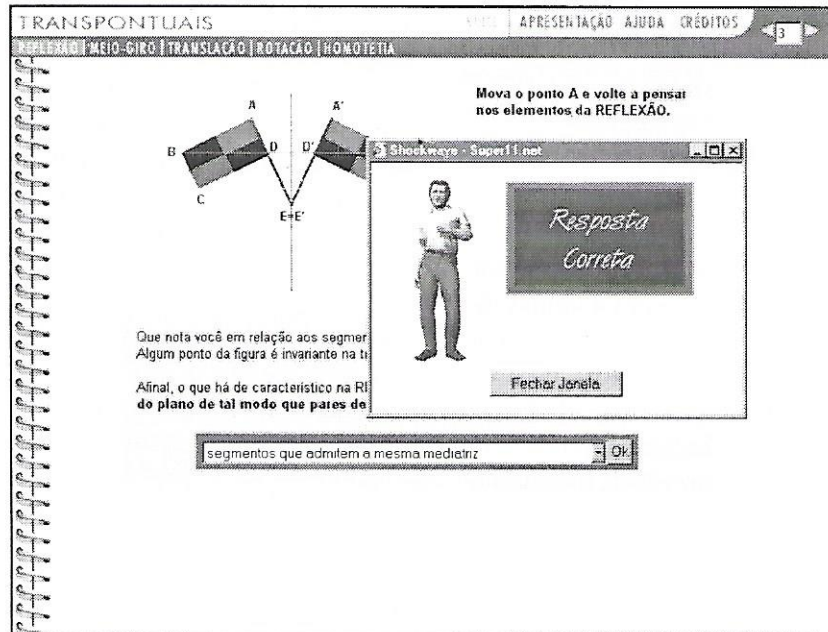 TRANSPONTUAIS
APRESENTAÇÃO AJUDA CRÉDITOS
3
REFLEXÃO | MEIO-GIRO | TRANSLAÇÃO | ROTAÇÃO | HOMOTETIA
Mova o ponto A e volte a pensar
nos elementos da REFLEXÃO.
A A'
B D D'
C
E=E'
Shockwave - Super11.net
Resposta
Correta
Fechar Janela
Que nota você em relação aos segmer
Algum ponto da figura é invariante na t
Afinal, o que há de característico na RI
do plano de tal modo que pares de
segmentos que admitem a mesma mediatriz
Ok